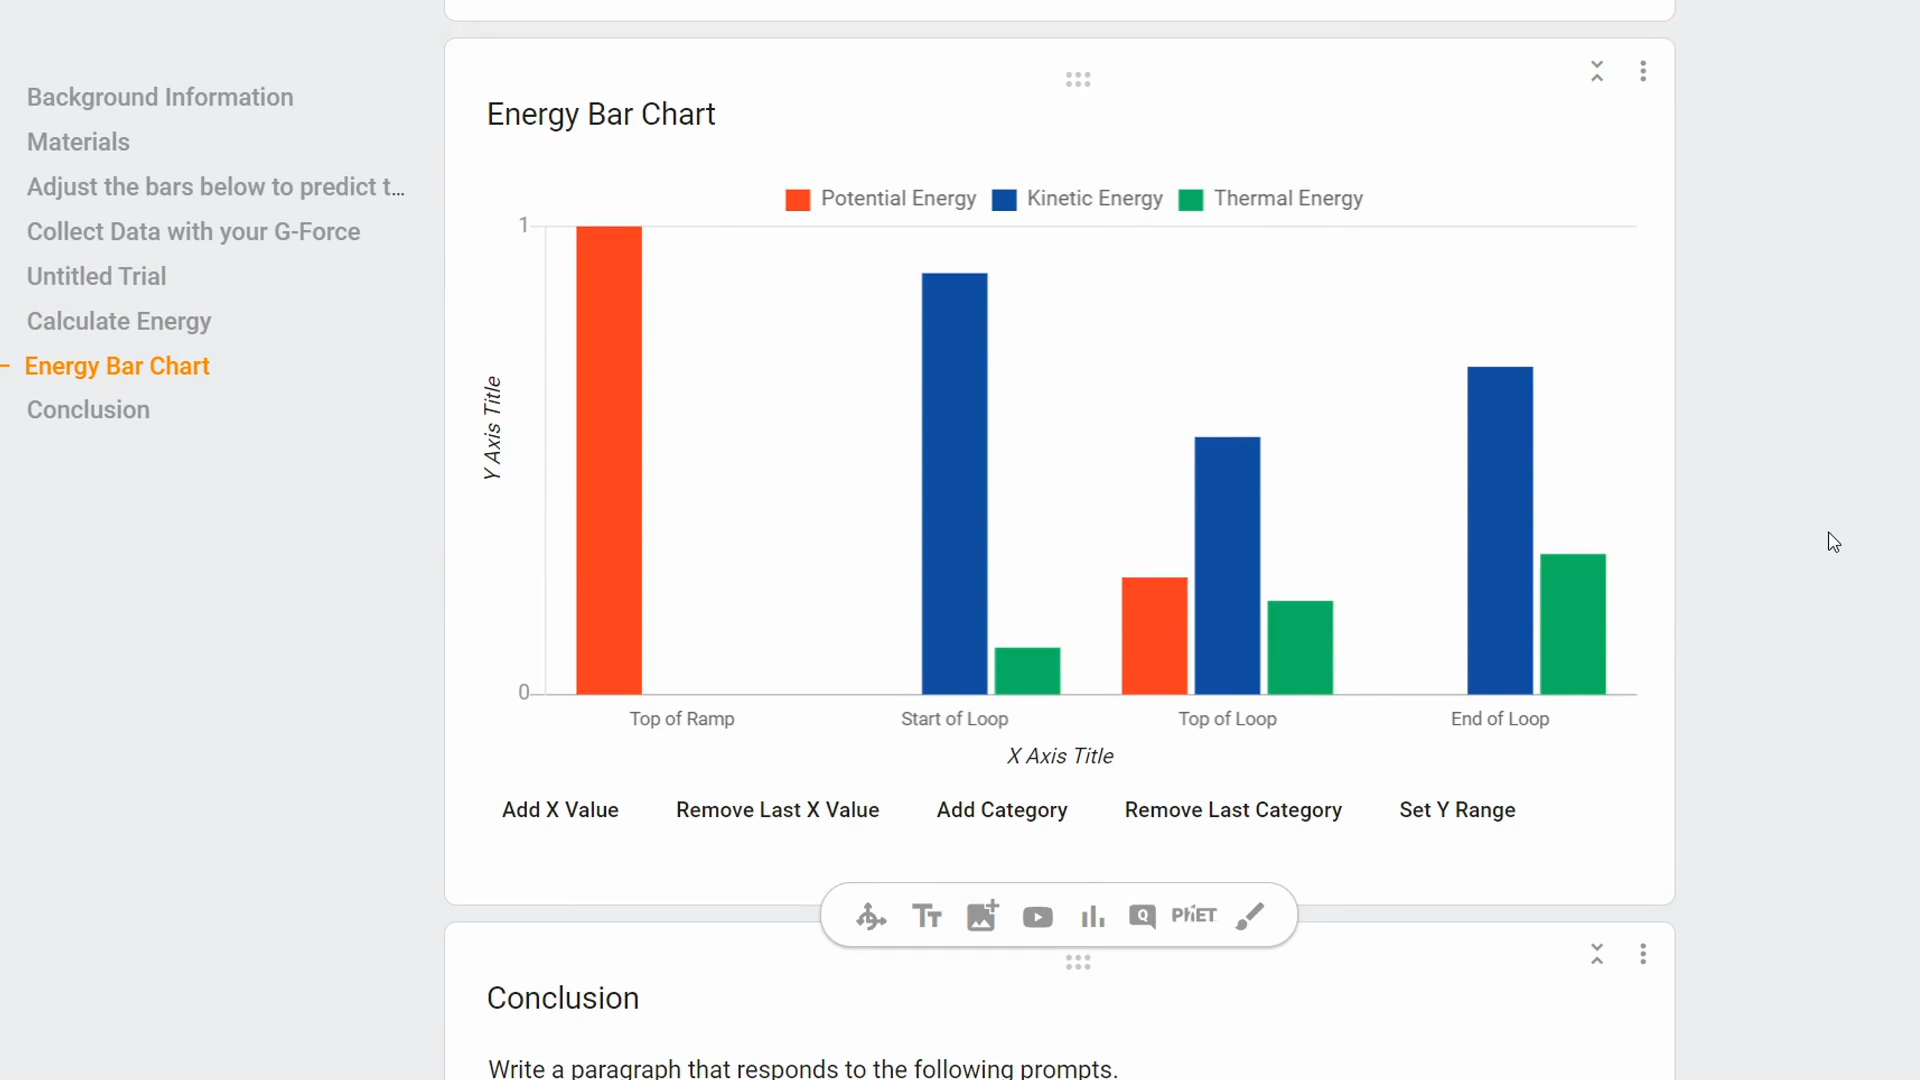 Background Information
Materials
Adjust the bars below to predict t...
Collect Data with your G-Force
Untitled Trial
Calculate Energy
Energy Bar Chart
Conclusion
Energy Bar Chart
Potential Energy Kinetic Energy Thermal Energy
1
Y Axis Title
0
Top of Ramp Start of Loop Top of Loop End of Loop
X Axis Title
Add X Value Remove Last X Value Add Category Remove Last Category Set Y Range
Tт Q PhET
Conclusion
Write a paragraph that responds to the following prompts.